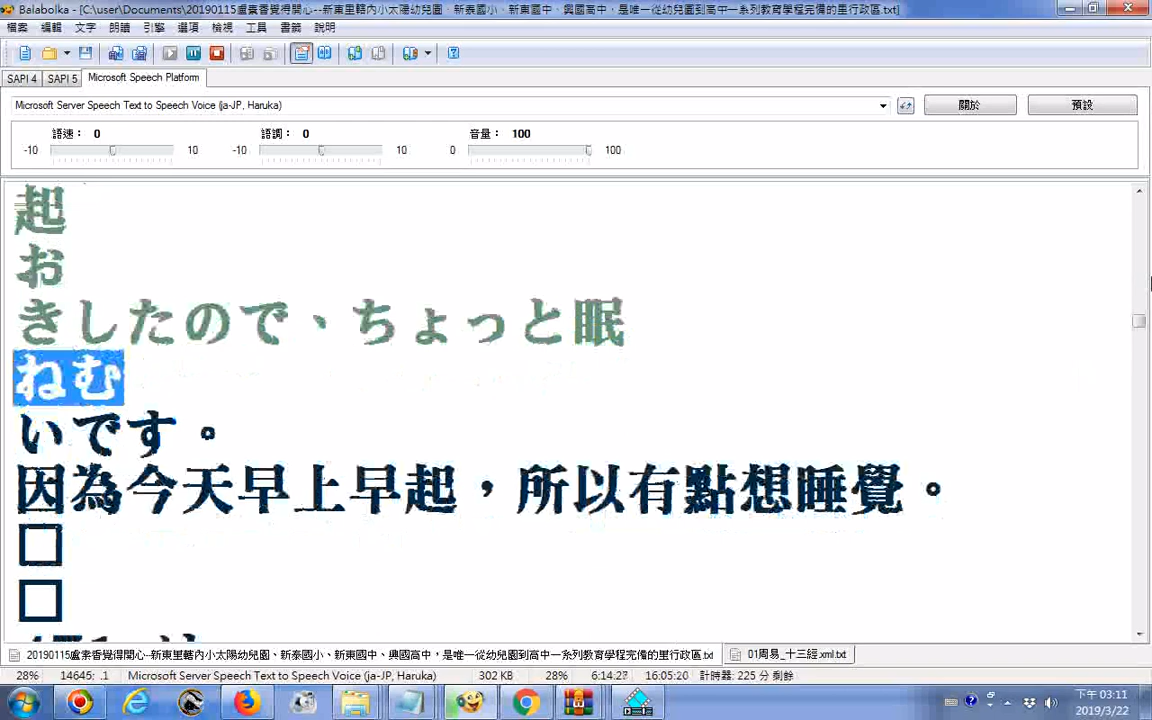 Balabolka - [C:\user\Documents\20190115盧素香覺得開心--新東里轄內小太陽幼兒園、新泰國小、新東國中、興國高中，是唯一從幼兒園到高中一系列教育學程完備的里行政區.txt]
檔案 編輯 文字 朗讀 引擎 選項 檢視 工具 書籤 說明
SAPI 4 SAPI 5 Microsoft Speech Platform
Microsoft Server Speech Text to Speech Voice (ja-JP, Haruka)
關於 預設
語速： 0 語調： 0 音量： 100
-10 10 -10 10 0 100
起
お
きしたので、ちょっと眠
ねむ
いです。
因為今天早上早起，所以有點想睡覺。
□
□
20190115盧素香覺得開心--新東里轄內小太陽幼兒園、新泰國小、新東國中、興國高中，是唯一從幼兒園到高中一系列教育學程完備的里行政區.txt 01周易_十三經.xml.txt
28% 14645: .1 Microsoft Server Speech Text to Speech Voice (ja-JP, Haruka) 302 KB 28% 6:14:27 16:05:20 計時器: 225 分 剩餘
下午 03:11
2019/3/22